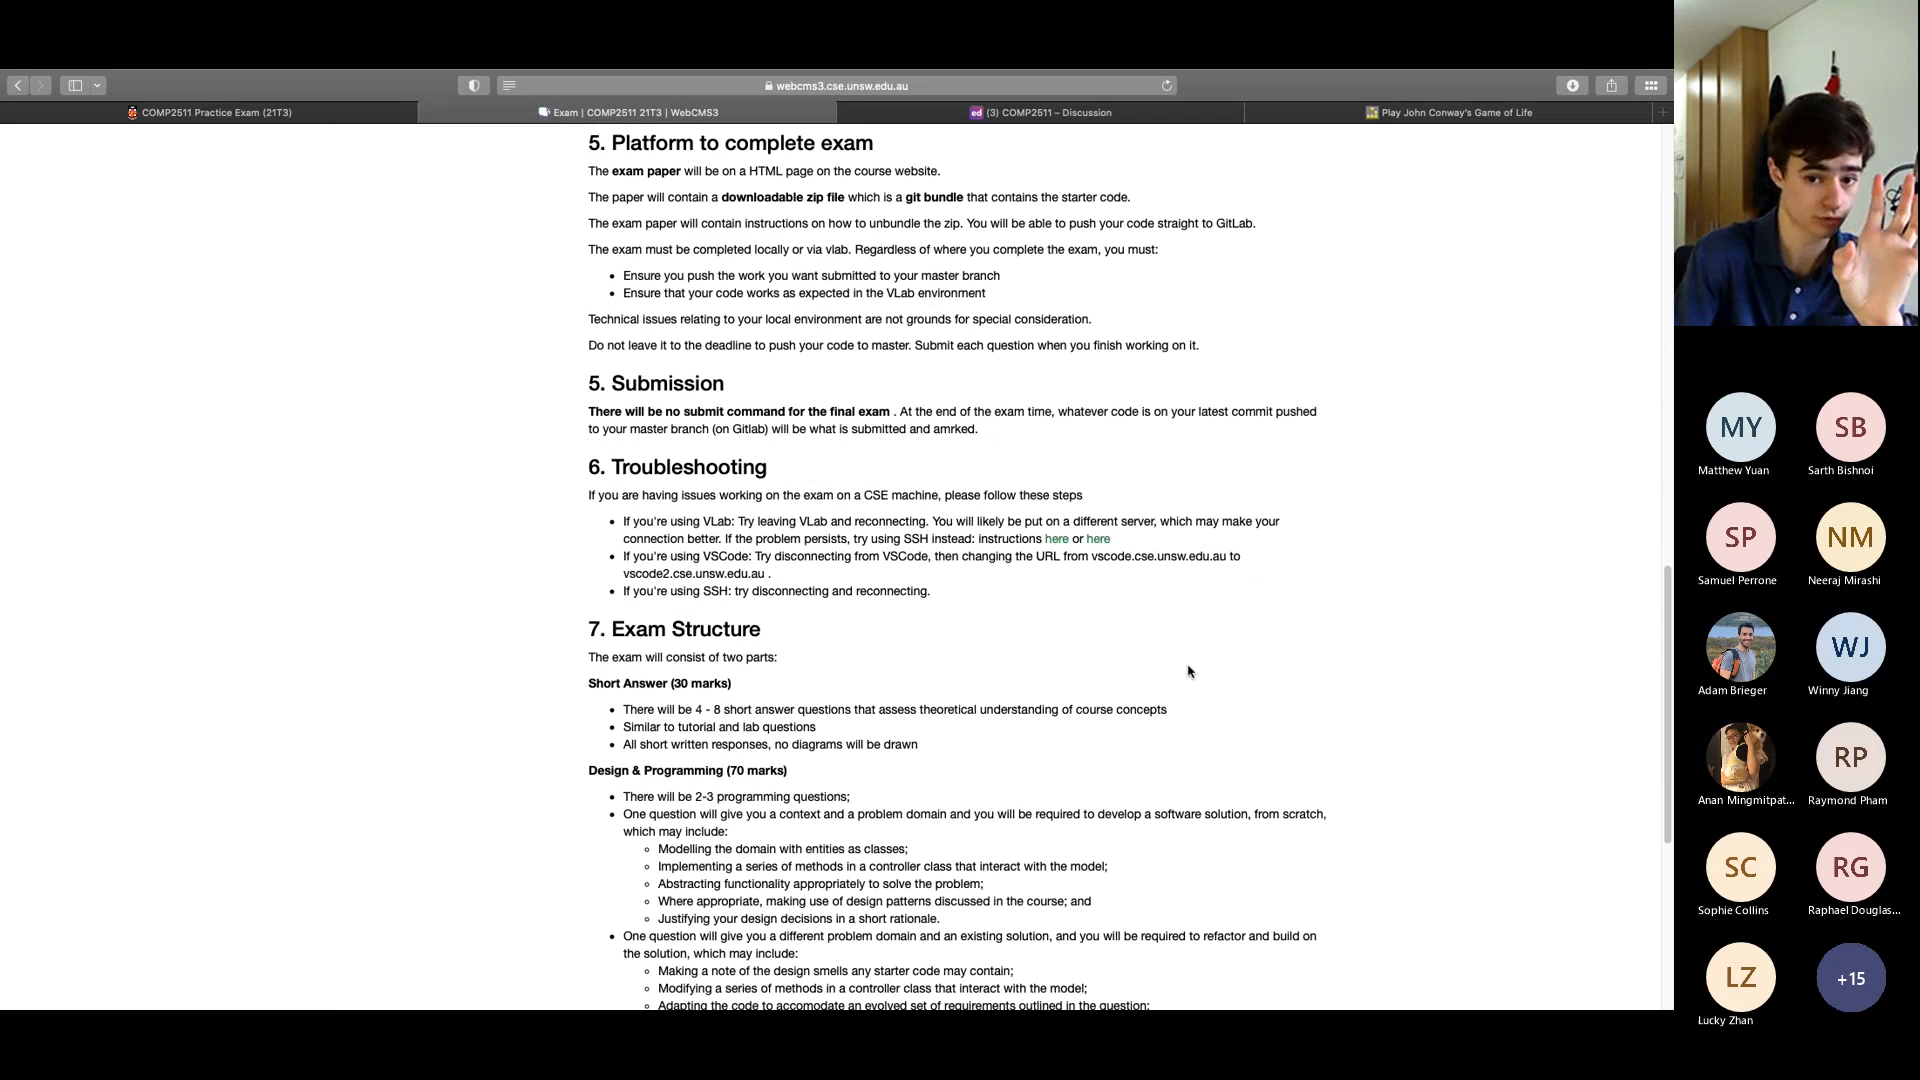 webcms3.cse.unsw.edu.au
COMP2511 Practice Exam (21T3)
Exam | COMP2511 21T3 | WebCMS3
ed (3) COMP2511 – Discussion
Play John Conway's Game of Life
5. Platform to complete exam
The exam paper will be on a HTML page on the course website.
The paper will contain a downloadable zip file which is a git bundle that contains the starter code.
The exam paper will contain instructions on how to unbundle the zip. You will be able to push your code straight to GitLab.
The exam must be completed locally or via vlab. Regardless of where you complete the exam, you must:
• Ensure you push the work you want submitted to your master branch
• Ensure that your code works as expected in the VLab environment
Technical issues relating to your local environment are not grounds for special consideration.
Do not leave it to the deadline to push your code to master. Submit each question when you finish working on it.
5. Submission
There will be no submit command for the final exam . At the end of the exam time, whatever code is on your latest commit pushed
to your master branch (on Gitlab) will be what is submitted and amrked.
6. Troubleshooting
If you are having issues working on the exam on a CSE machine, please follow these steps
• If you're using VLab: Try leaving VLab and reconnecting. You will likely be put on a different server, which may make your
connection better. If the problem persists, try using SSH instead: instructions here or here
• If you're using VSCode: Try disconnecting from VSCode, then changing the URL from vscode.cse.unsw.edu.au to
vscode2.cse.unsw.edu.au .
• If you're using SSH: try disconnecting and reconnecting.
7. Exam Structure
The exam will consist of two parts:
Short Answer (30 marks)
• There will be 4 - 8 short answer questions that assess theoretical understanding of course concepts
• Similar to tutorial and lab questions
• All short written responses, no diagrams will be drawn
Design & Programming (70 marks)
• There will be 2-3 programming questions;
• One question will give you a context and a problem domain and you will be required to develop a software solution, from scratch,
which may include:
◦ Modelling the domain with entities as classes;
◦ Implementing a series of methods in a controller class that interact with the model;
◦ Abstracting functionality appropriately to solve the problem;
◦ Where appropriate, making use of design patterns discussed in the course; and
◦ Justifying your design decisions in a short rationale.
• One question will give you a different problem domain and an existing solution, and you will be required to refactor and build on
the solution, which may include:
◦ Making a note of the design smells any starter code may contain;
◦ Modifying a series of methods in a controller class that interact with the model;
◦ Adapting the code to accomodate an evolved set of requirements outlined in the question;
MY
SB
Matthew Yuan
Sarth Bishnoi
SP
NM
Samuel Perrone
Neeraj Mirashi
WJ
Adam Brieger
Winny Jiang
RP
Anan Mingmitpat...
Raymond Pham
SC
RG
Sophie Collins
Raphael Douglas...
LZ
+15
Lucky Zhan